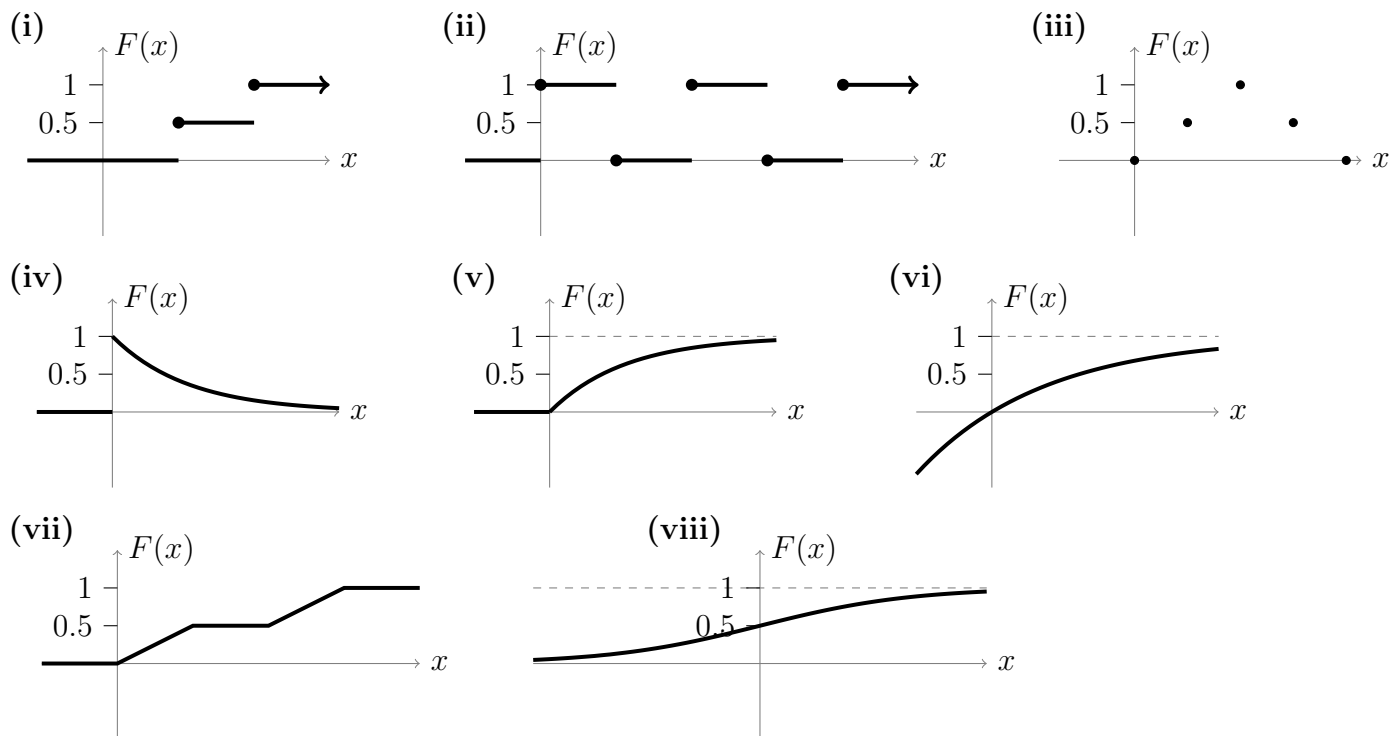 (i) (ii) (iii)
F(x) F(x) F(x)
1 1 1
0.5 0.5 0.5
x x x
(iv) (v) (vi)
F(x) F(x) F(x)
1 1 1
0.5 0.5 0.5
x x x
(vii) (viii)
F(x) F(x)
1 1
0.5 0.5
x x